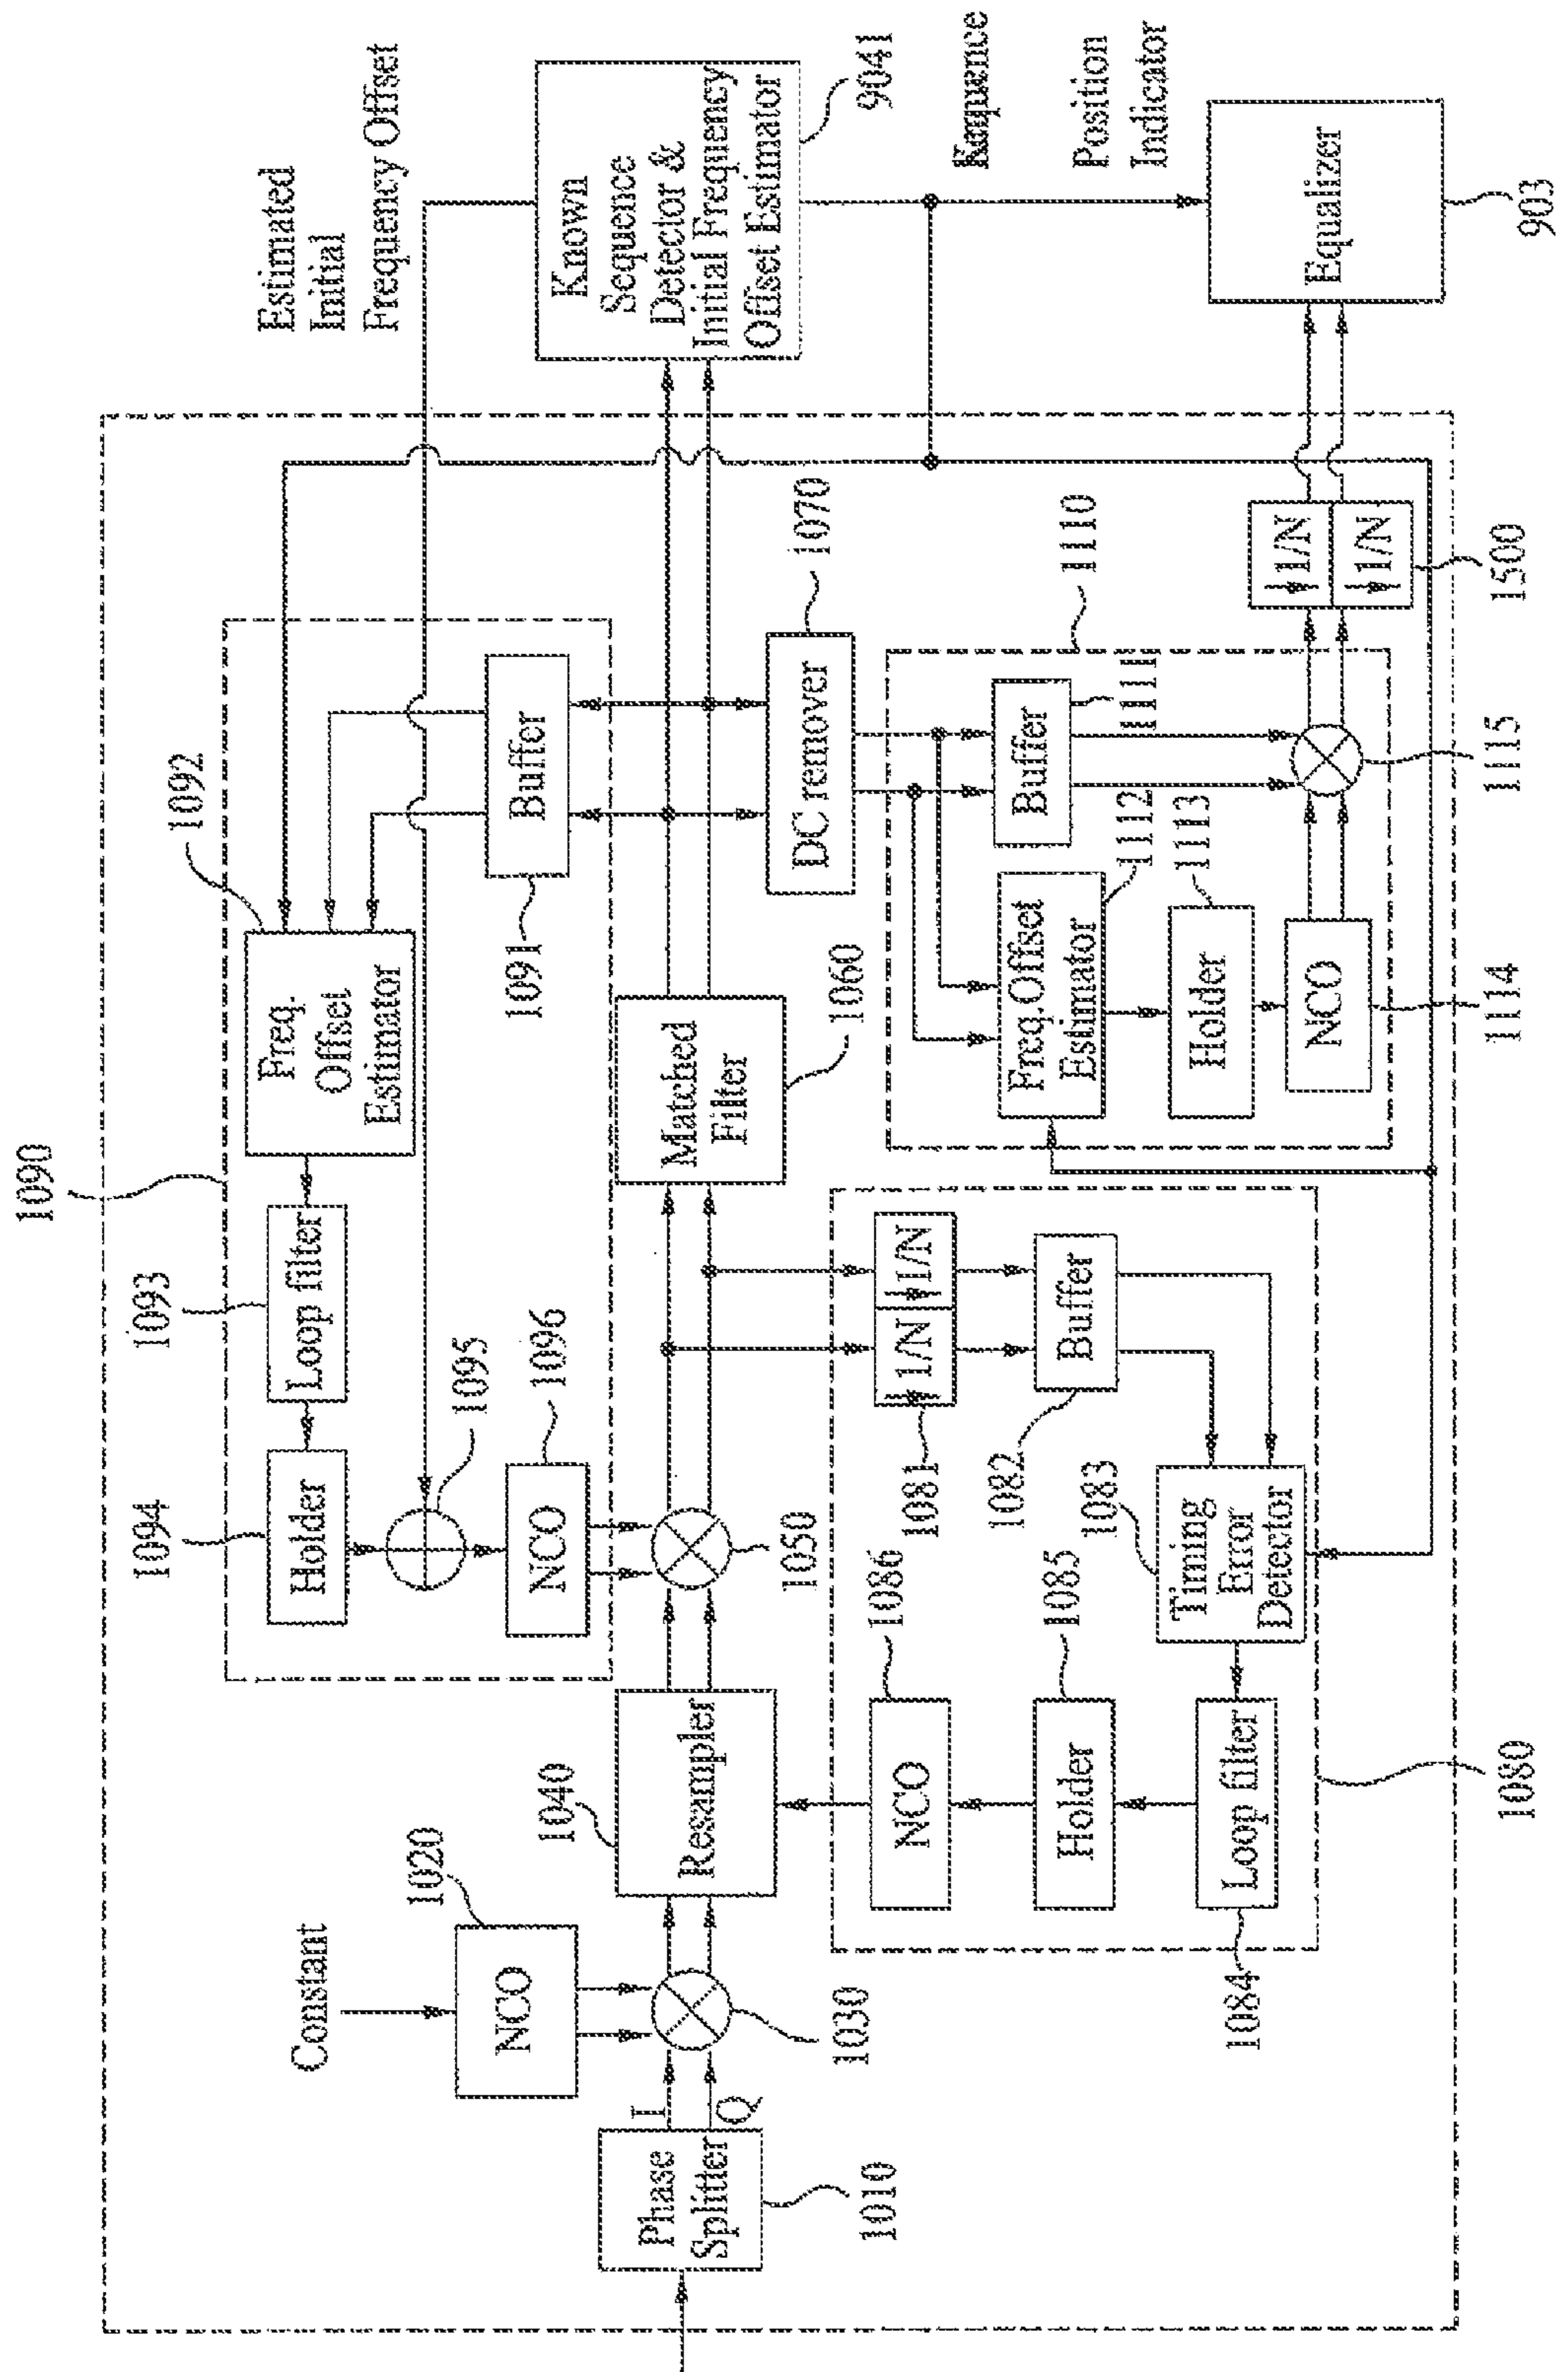 1090
1094
Holder
1093
Loop filter
1092
Freq.
Offset
Estimator
Estimated
Initial
Frequency Offset
1095
Constant
1020
NCO
1096
NCO
1091
Buffer
Known
Sequence
Detector &
Initial Frequency
Offset Estimator
9041
Phase
Splitter
1010
I
Q
1030
1040
Resampler
1050
Matched
Filter
1060
DC remover
1070
Position
Indicator
1086
NCO
1085
Holder
1084
Loop filter
1083
Timing
Error
Detector
1082
Buffer
1081
1/N
1/N
1080
1110
Buffer
1111
Freq.Offset
Estimator
1112
Holder
1113
NCO
1114
1115
1/N
1/N
1500
Equalizer
903